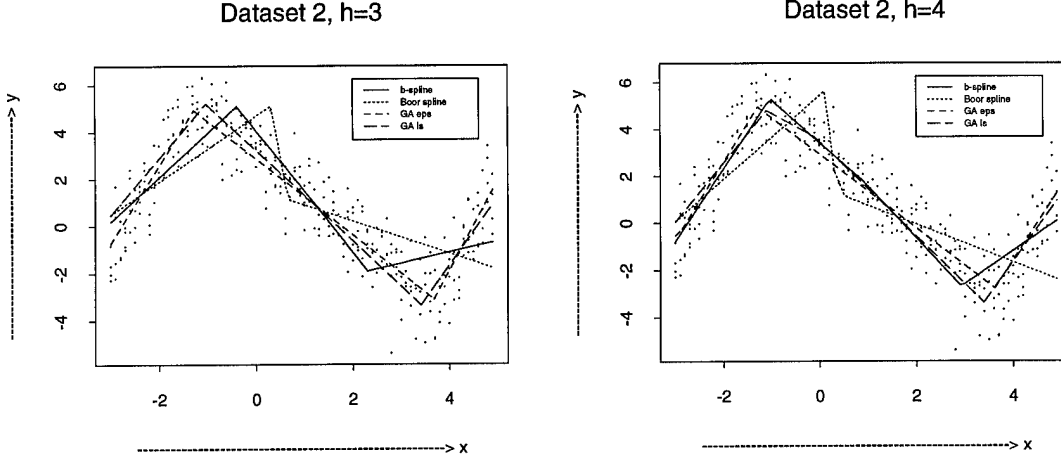 Dataset 2, h=3
y
6
4
2
0
-2
-4
b-spline
Boor spline
GA eps
GA ls
-2 0 2 4
x
Dataset 2, h=4
y
6
4
2
0
-2
-4
b-spline
Boor spline
GA eps
GA ls
-2 0 2 4
x